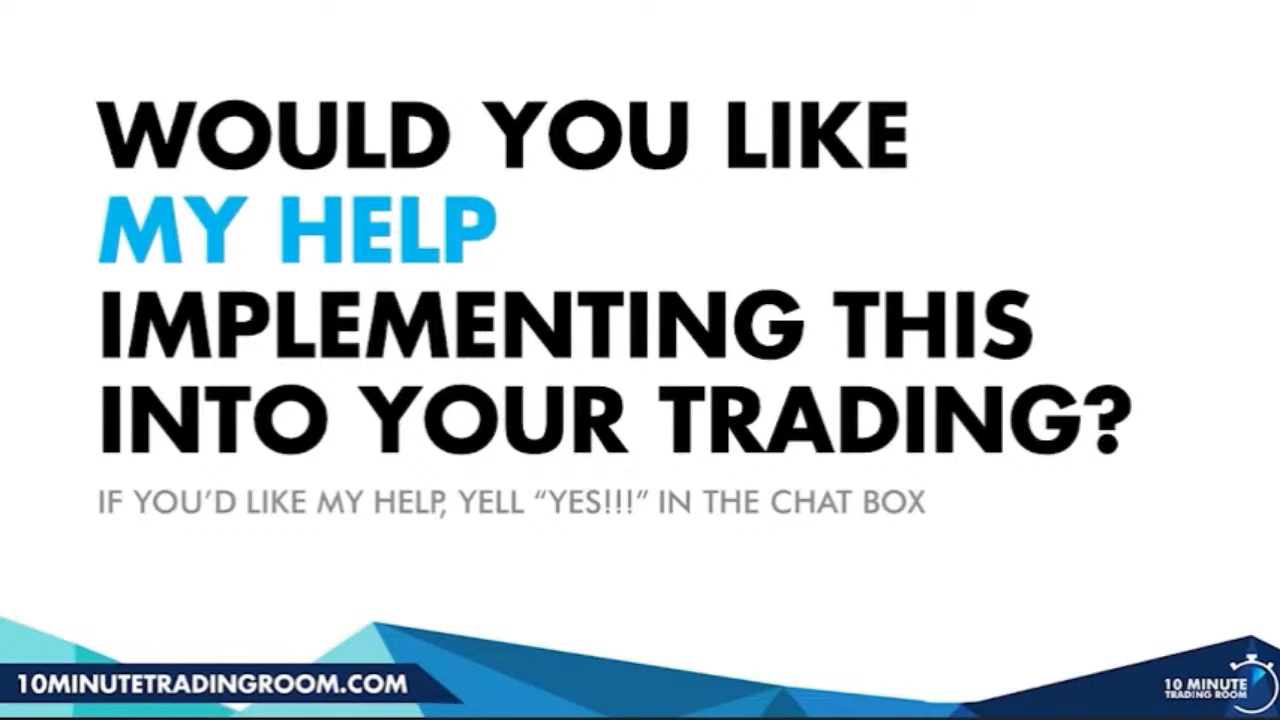 WOULD YOU LIKE
MY HELP
IMPLEMENTING THIS
INTO YOUR TRADING?
IF YOU’D LIKE MY HELP, YELL “YES!!!” IN THE CHAT BOX
10MINUTETRADINGROOM.COM
10 MINUTE
TRADING ROOM